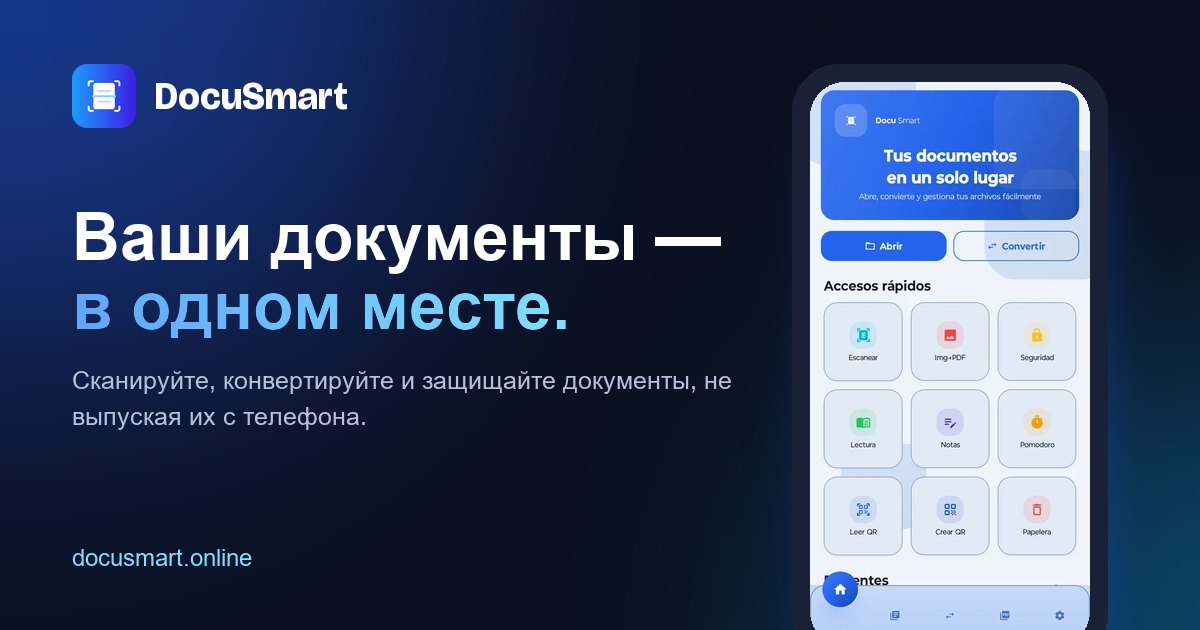 DocuSmart
Ваши документы —
в одном месте.
Сканируйте, конвертируйте и защищайте документы, не
выпуская их с телефона.
docusmart.online
Docu Smart
Tus documentos
en un solo lugar
Abre, convierte y gestiona tus archivos fácilmente
Abrir
Convertir
Accesos rápidos
Escanear
Img+PDF
Seguridad
Lectura
Notas
Pomodoro
Leer QR
Crear QR
Papelera